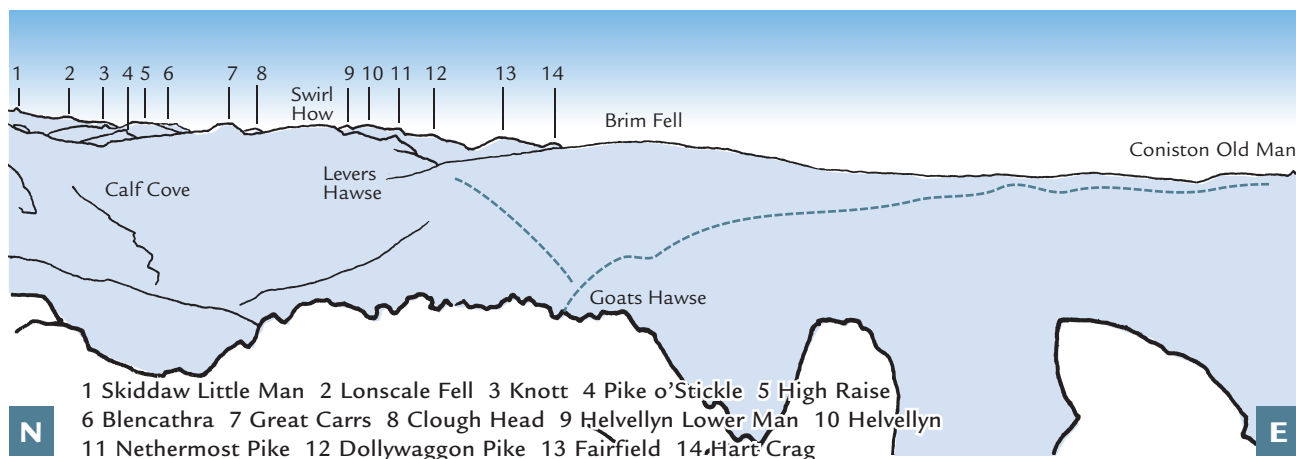 1 2 3 4 5 6 7 8 9 10 11 12 13 14
Swirl
How
Brim Fell
Coniston Old Man
Calf Cove
Levers
Hawse
Goats Hawse
1 Skiddaw Little Man 2 Lonscale Fell 3 Knott 4 Pike o'Stickle 5 High Raise
6 Blencathra 7 Great Carrs 8 Clough Head 9 Helvellyn Lower Man 10 Helvellyn
11 Nethermost Pike 12 Dollywaggon Pike 13 Fairfield 14 Hart Crag
N
E